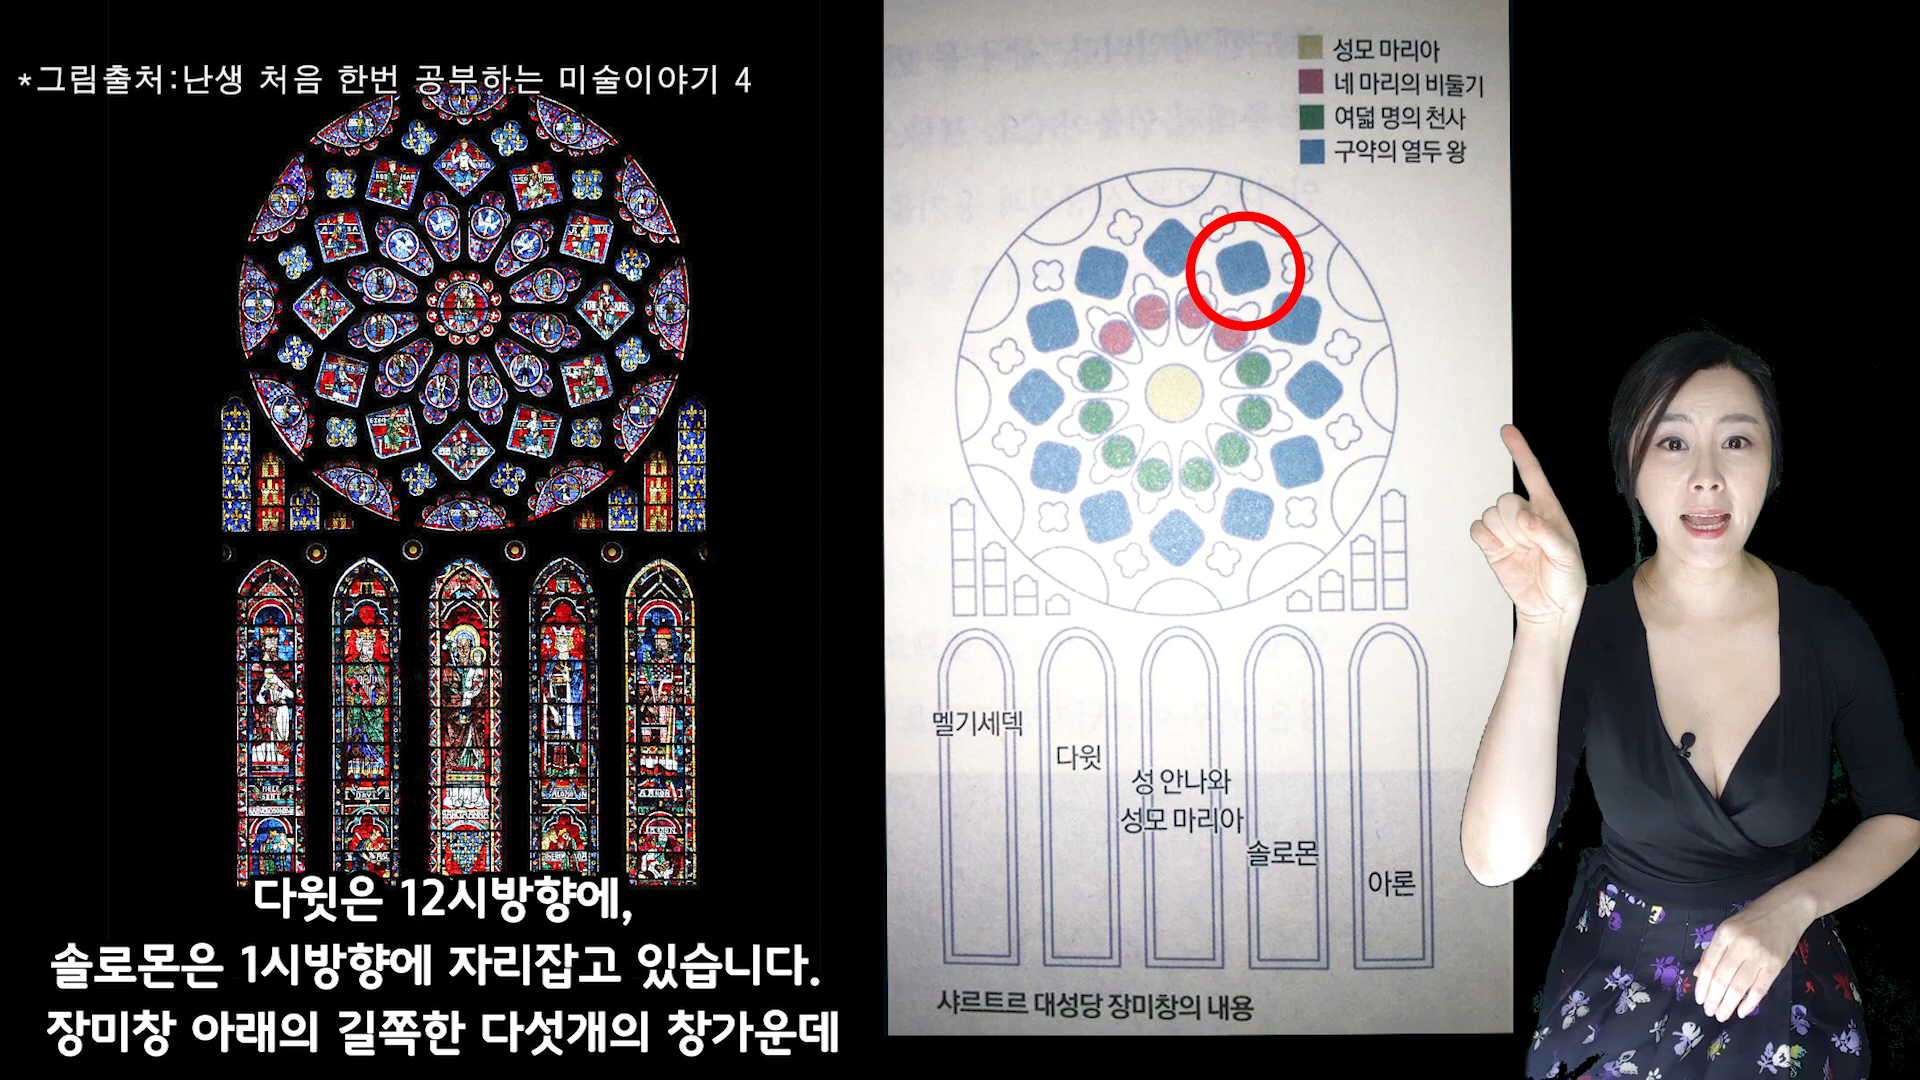 *그림출처:난생 처음 한번 공부하는 미술이야기 4
성모 마리아
네 마리의 비둘기
여덟 명의 천사
구약의 열두 왕
멜기세덱
다윗
성 안나와
성모 마리아
솔로몬
아론
샤르트르 대성당 장미창의 내용
다윗은 12시방향에,
솔로몬은 1시방향에 자리잡고 있습니다.
장미창 아래의 길쭉한 다섯개의 창가운데